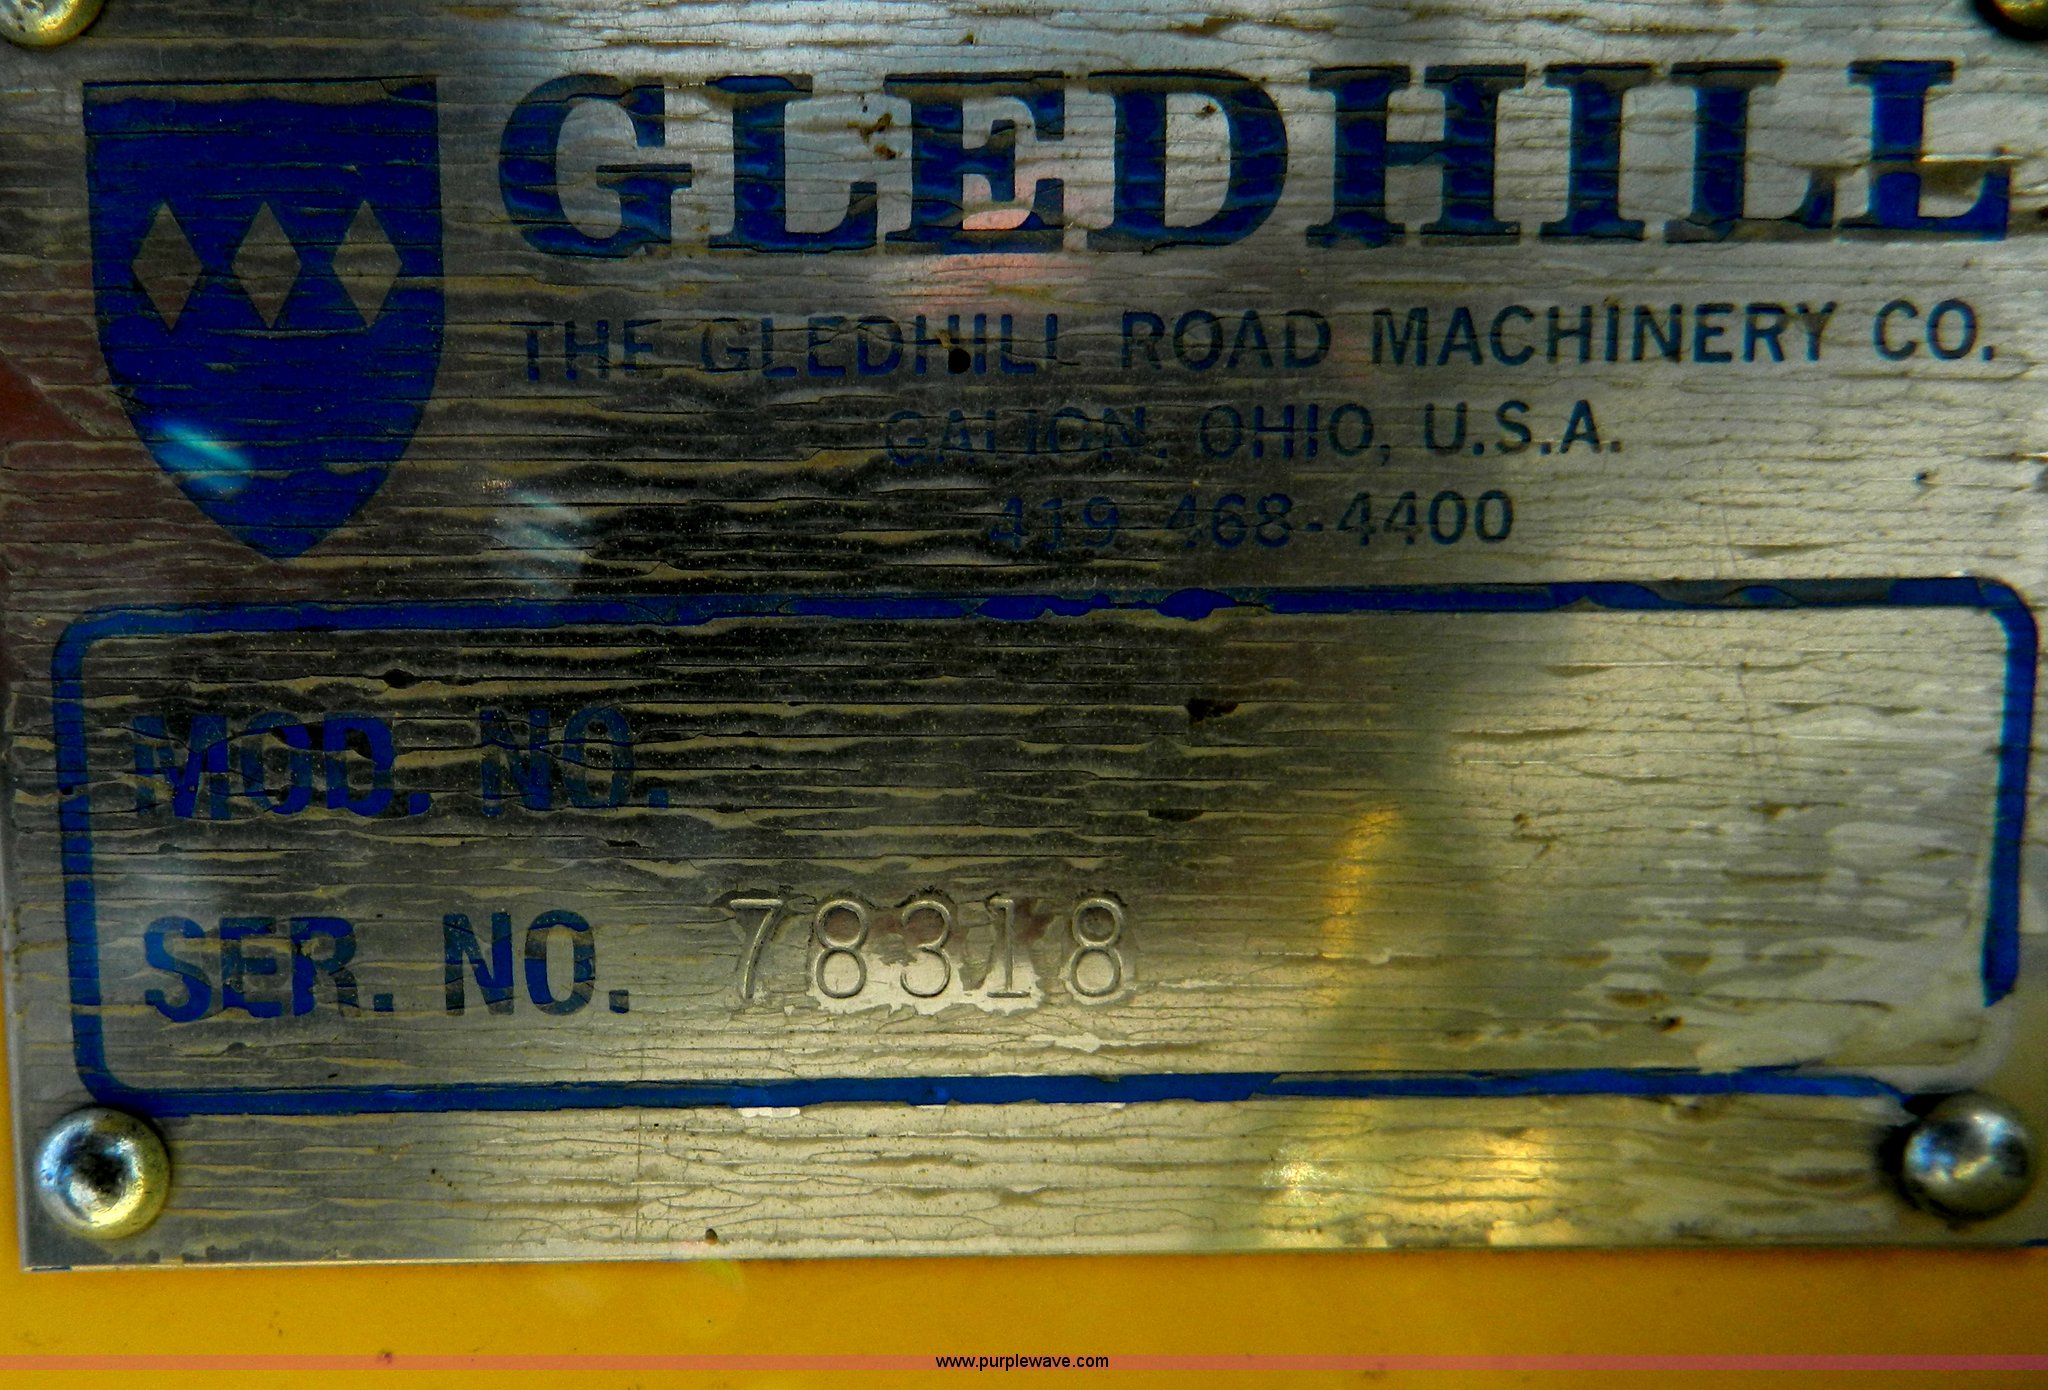 GLEDHILL
THE GLEDHILL ROAD MACHINERY CO.
GALION, OHIO, U.S.A.
419 468-4400
MOD. NO.
SER. NO. 78318
www.purplewave.com